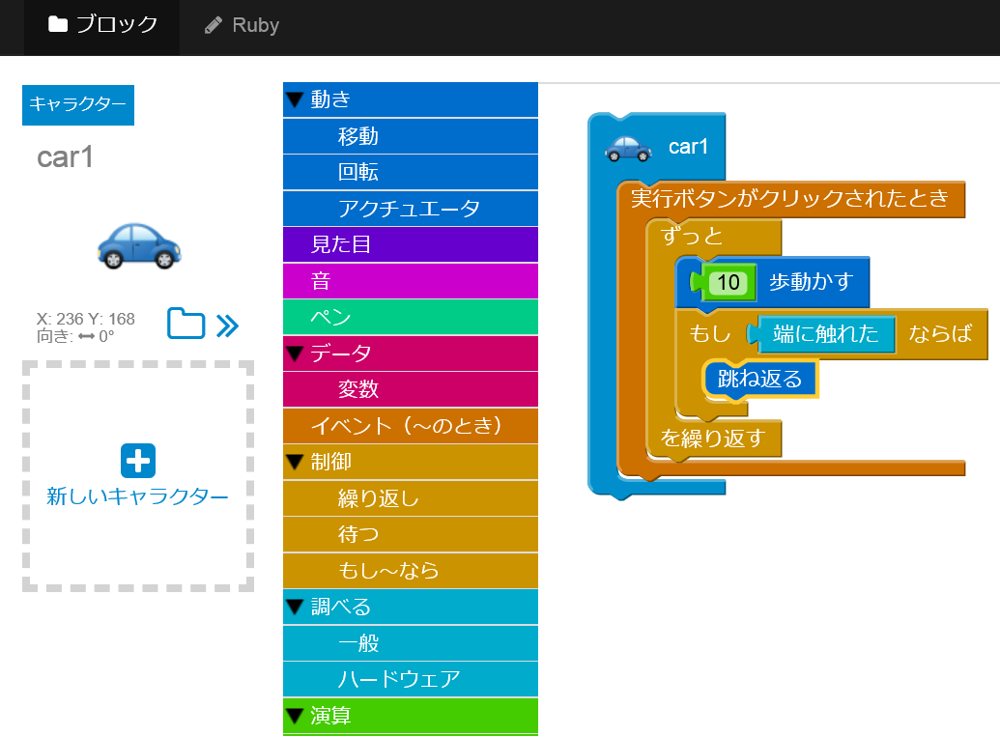 ブロック
Ruby
キャラクター
car1
X: 236 Y: 168
向き: ⬌ 0°
新しいキャラクター
動き
移動
回転
アクチュエータ
見た目
音
ペン
データ
変数
イベント（～のとき）
制御
繰り返し
待つ
もし～なら
調べる
一般
ハードウェア
演算
car1
実行ボタンがクリックされたとき
ずっと
10 歩動かす
もし 端に触れた ならば
跳ね返る
を繰り返す